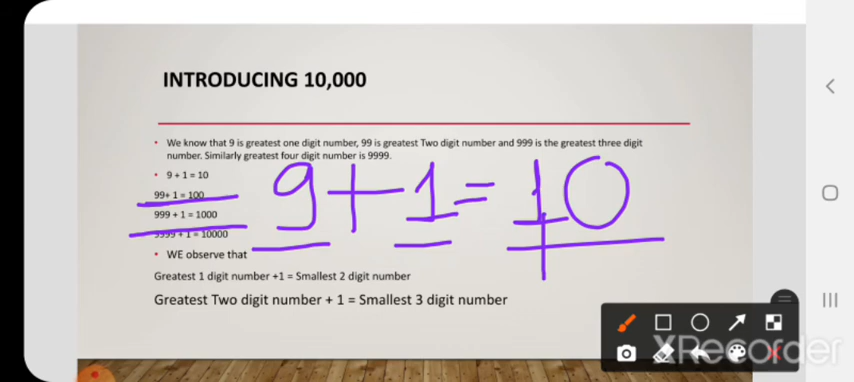 INTRODUCING 10,000
• We know that 9 is greatest one digit number, 99 is greatest Two digit number and 999 is the greatest three digit
number. Similarly greatest four digit number is 9999.
• 9 + 1 = 10
99+ 1 = 100
999 + 1 = 1000
9999 + 1 = 10000
9+1=10
• WE observe that
Greatest 1 digit number +1 = Smallest 2 digit number
Greatest Two digit number + 1 = Smallest 3 digit number
XRecorder